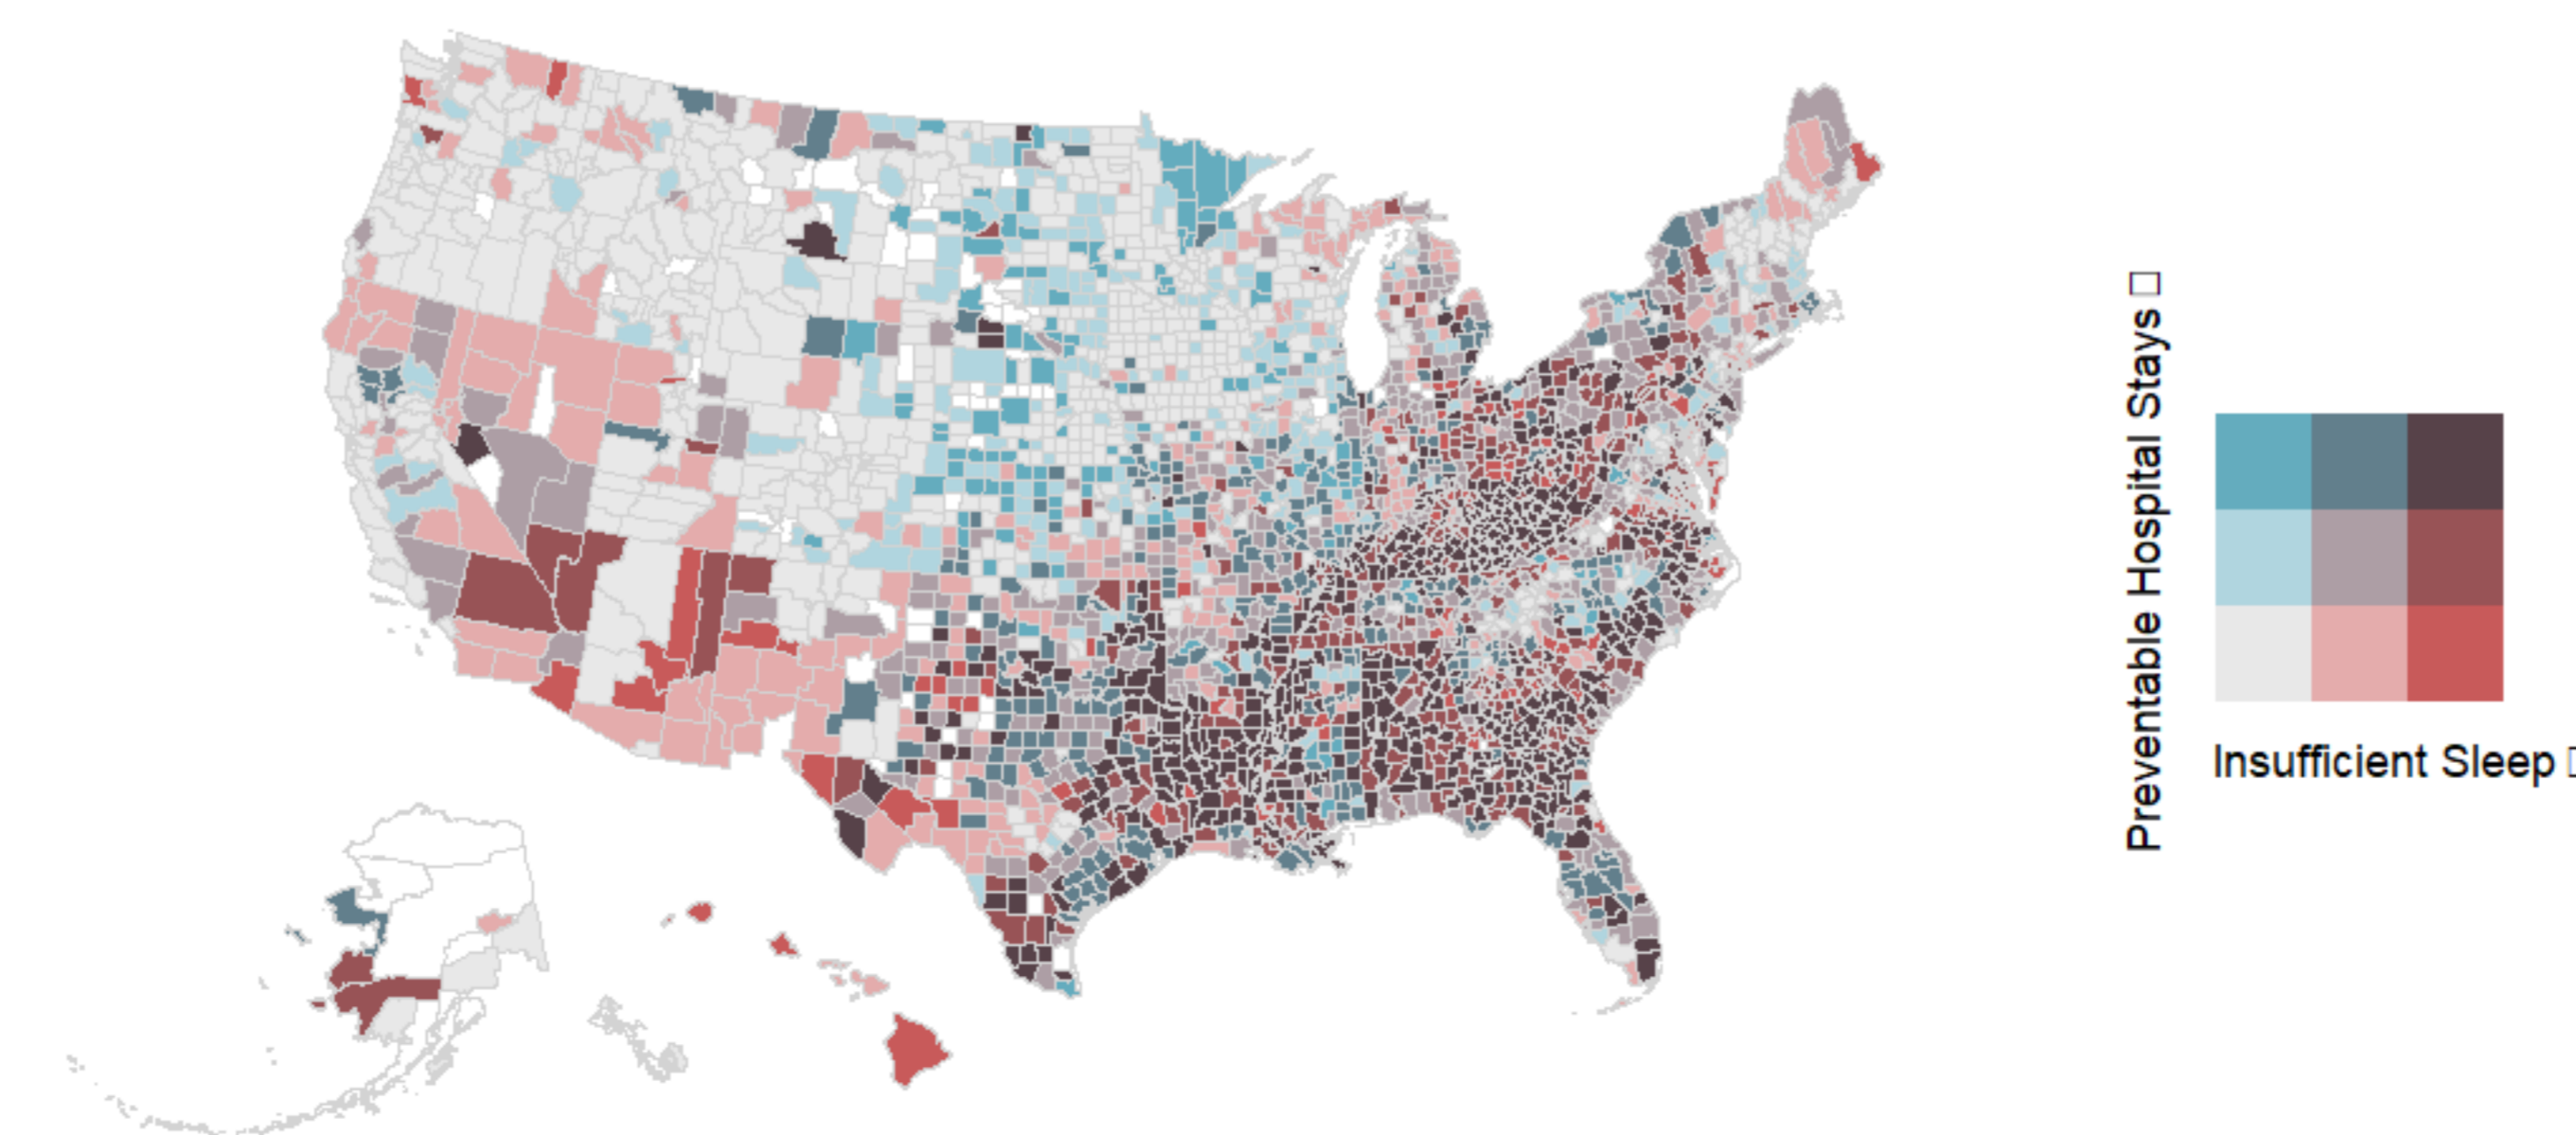 Preventable Hospital Stays □
Insufficient Sleep □